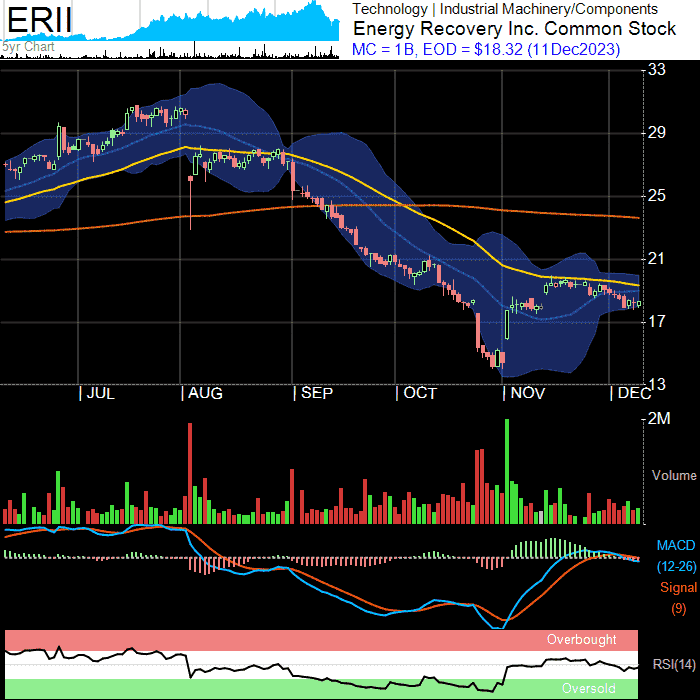 ERII
5yr Chart
Technology | Industrial Machinery/Components
Energy Recovery Inc. Common Stock
MC = 1B, EOD = $18.32 (11Dec2023)
33
29
25
21
17
13
JUL
AUG
SEP
OCT
NOV
DEC
2M
Volume
MACD
(12-26)
Signal
(9)
Overbought
RSI(14)
Oversold